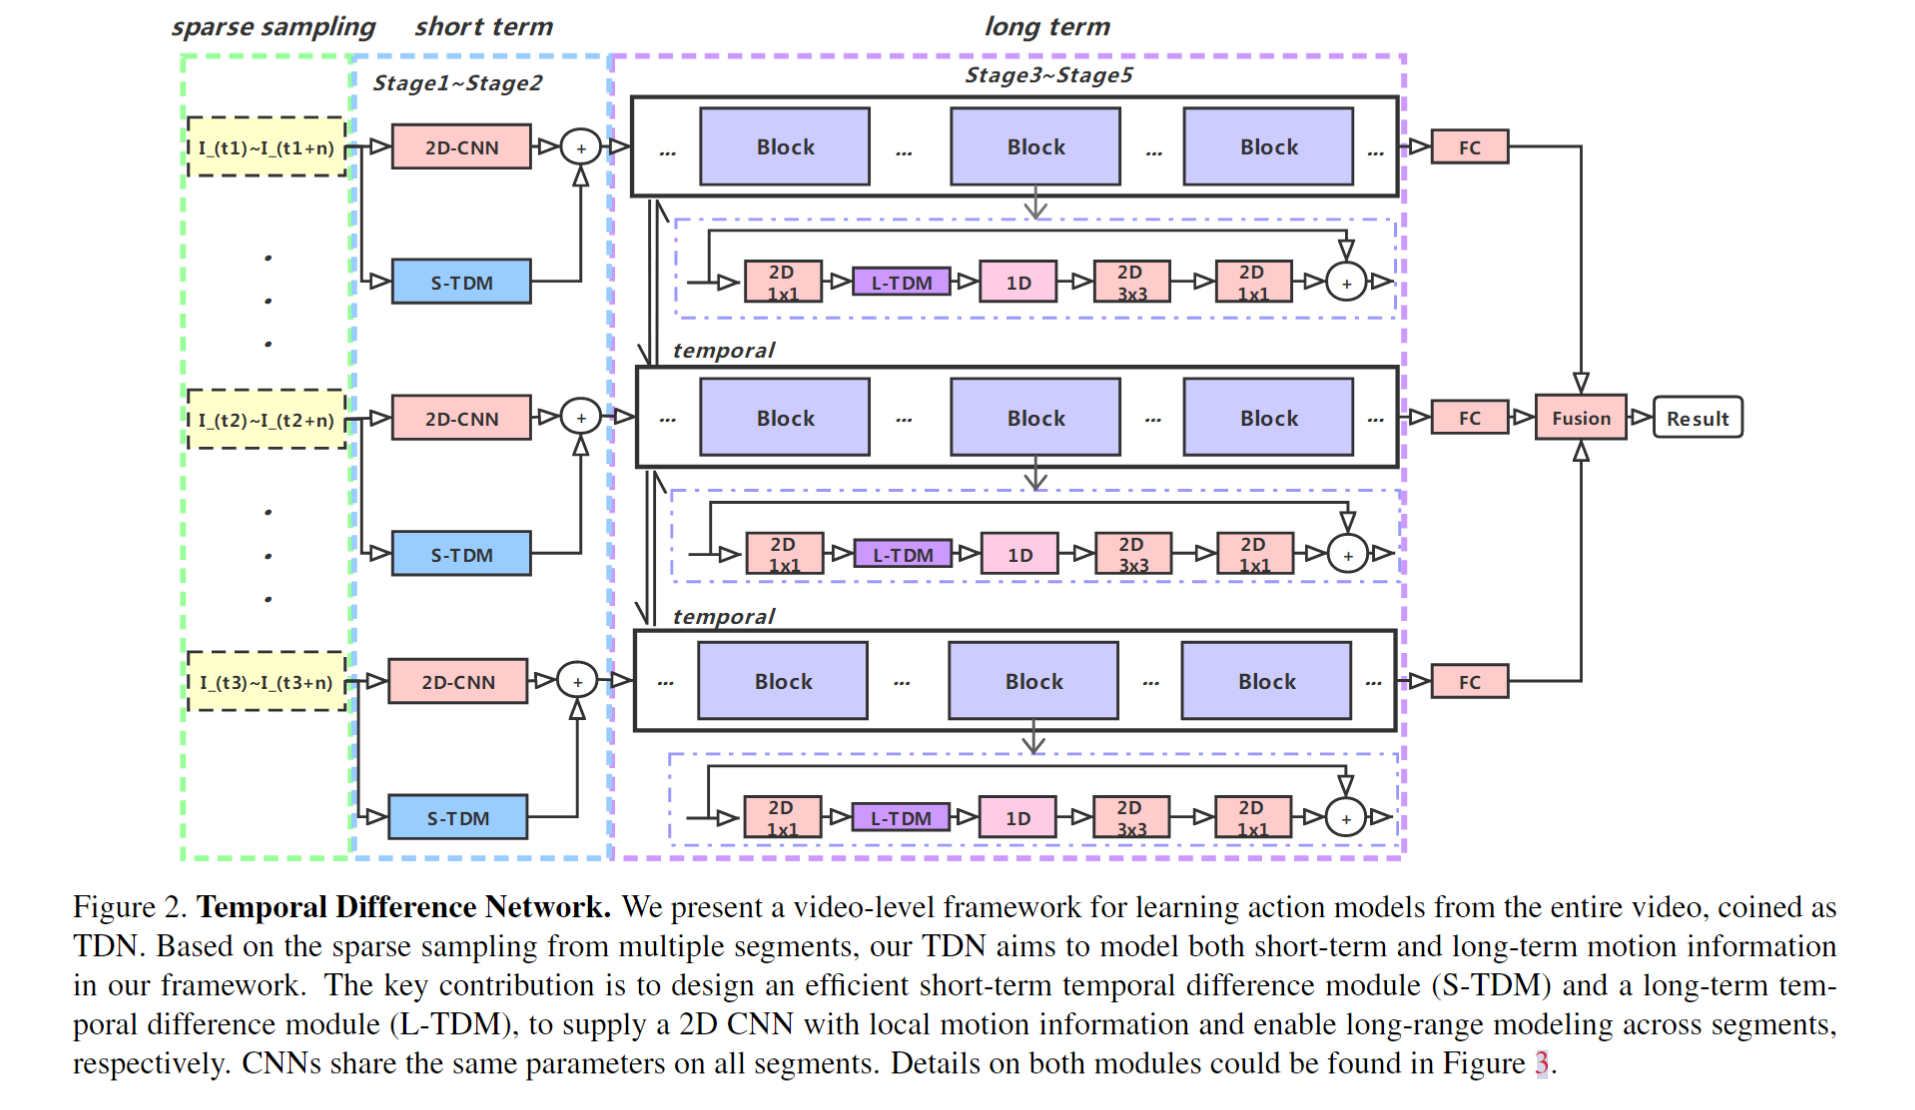 sparse sampling short term long term
Stage1~Stage2 Stage3~Stage5
I_(t1)~I_(t1+n) 2D-CNN + ... Block ... Block ... Block ... FC
S-TDM 2D 1x1 L-TDM 1D 2D 3x3 2D 1x1 +
temporal
I_(t2)~I_(t2+n) 2D-CNN + ... Block ... Block ... Block ... FC Fusion Result
S-TDM 2D 1x1 L-TDM 1D 2D 3x3 2D 1x1 +
temporal
I_(t3)~I_(t3+n) 2D-CNN + ... Block ... Block ... Block ... FC
S-TDM 2D 1x1 L-TDM 1D 2D 3x3 2D 1x1 +
Figure 2. Temporal Difference Network. We present a video-level framework for learning action models from the entire video, coined as
TDN. Based on the sparse sampling from multiple segments, our TDN aims to model both short-term and long-term motion information
in our framework. The key contribution is to design an efficient short-term temporal difference module (S-TDM) and a long-term tem-
poral difference module (L-TDM), to supply a 2D CNN with local motion information and enable long-range modeling across segments,
respectively. CNNs share the same parameters on all segments. Details on both modules could be found in Figure 3.